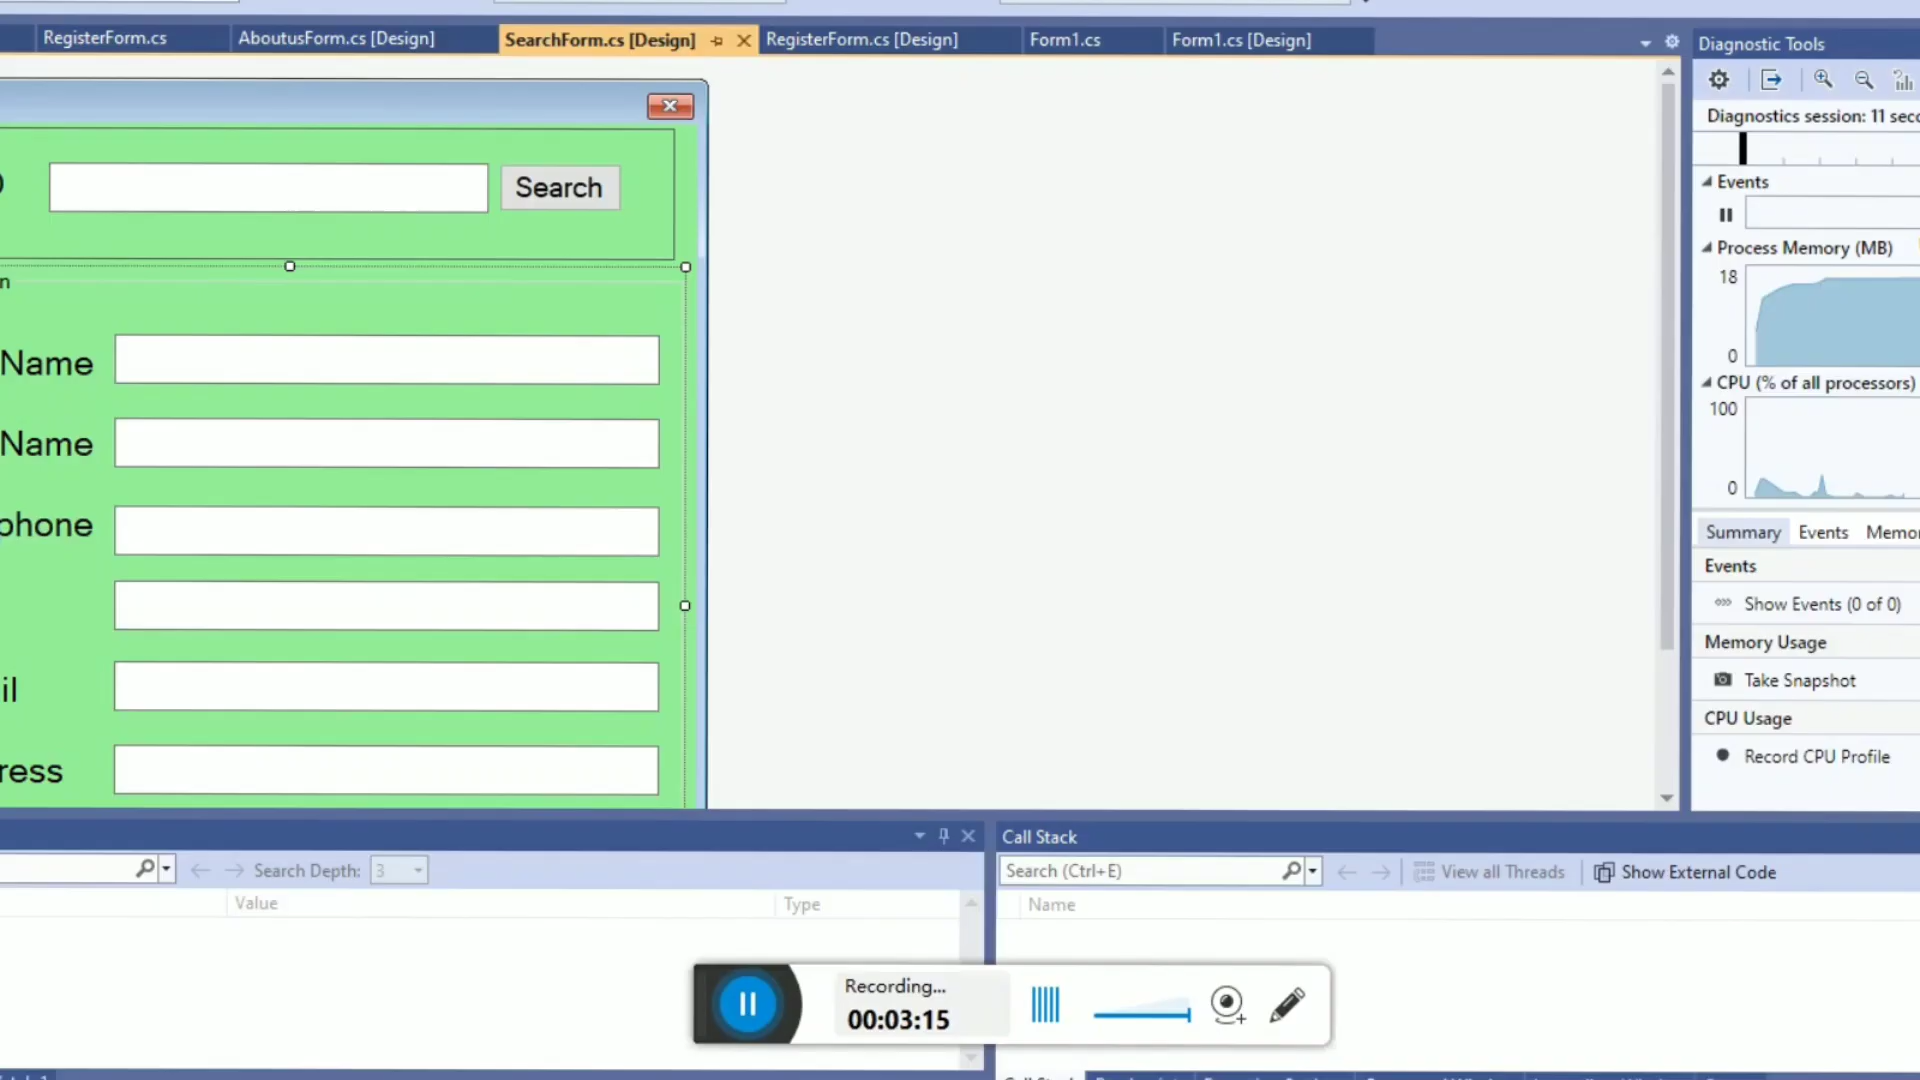 RegisterForm.cs
AboutusForm.cs [Design]
SearchForm.cs [Design]
RegisterForm.cs [Design]
Form1.cs
Form1.cs [Design]
Diagnostic Tools
Diagnostics session: 11 seco
Search
Events
Process Memory (MB)
18
0
n
Name
CPU (% of all processors)
100
0
Name
phone
Summary
Events
Memor
Events
Show Events (0 of 0)
Memory Usage
il
Take Snapshot
CPU Usage
ress
Record CPU Profile
Call Stack
Search Depth:
3
Search (Ctrl+E)
View all Threads
Show External Code
Value
Type
Name
Recording...
00:03:15